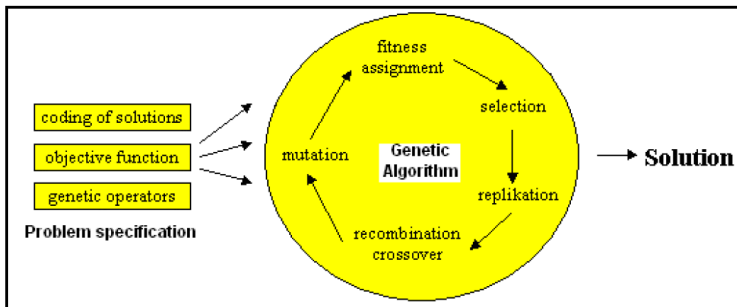 coding of solutions
objective function
genetic operators
Problem specification
fitness
assignment
selection
replikation
recombination
crossover
mutation
Genetic
Algorithm
Solution